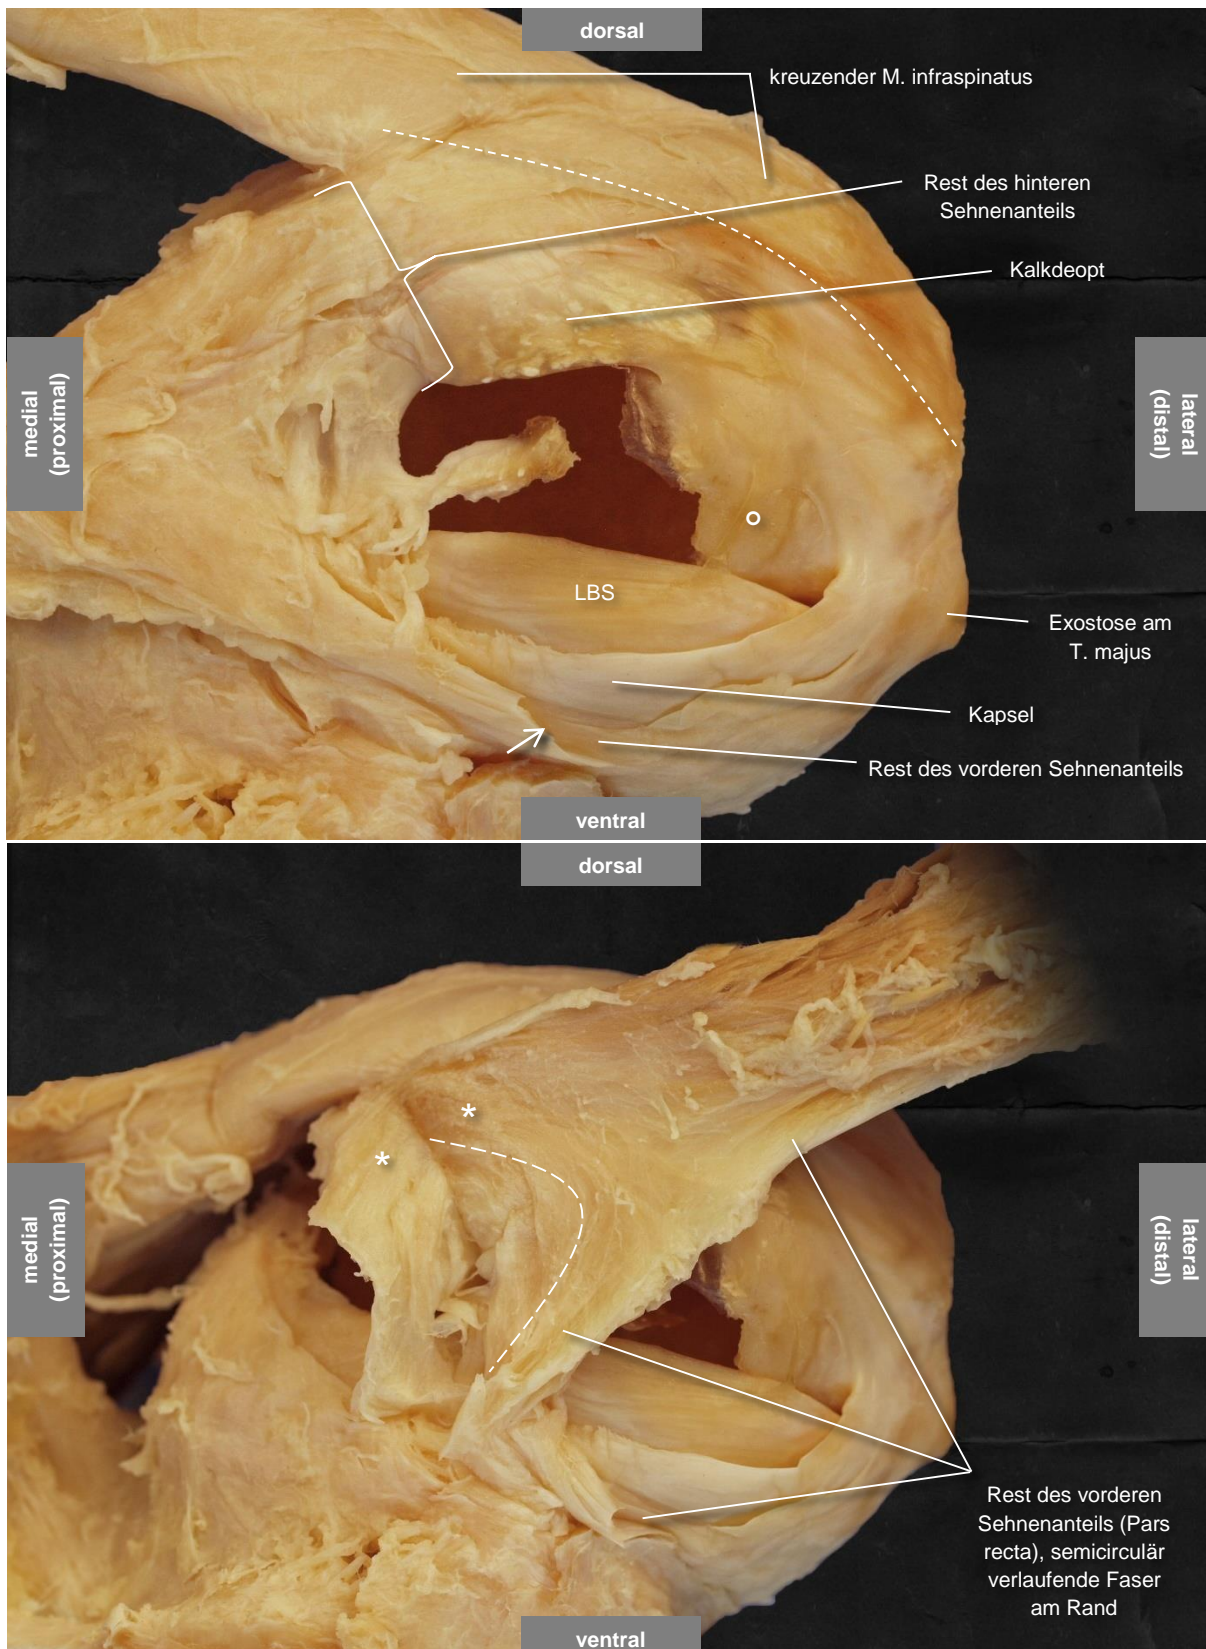 dorsal
kreuzender M. infraspinatus
Rest des hinteren
Sehnenanteils
Kalkdeopt
medial
(proximal)
lateral
(distal)
LBS
Exostose am
T. majus
Kapsel
Rest des vorderen Sehnenanteils
ventral
dorsal
*
*
medial
(proximal)
lateral
(distal)
Rest des vorderen
Sehnenanteils (Pars
recta), semicirculär
verlaufende Faser
am Rand
ventral